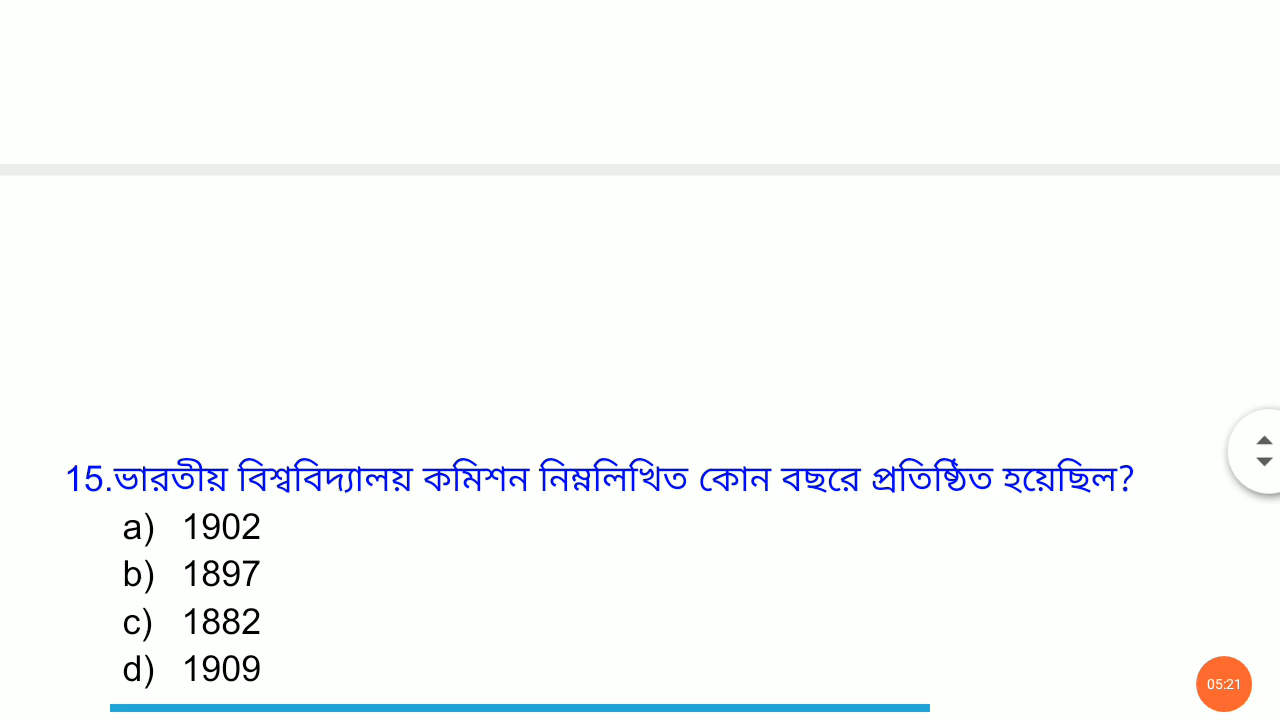 15.ভারতীয় বিশ্ববিদ্যালয় কমিশন নিম্নলিখিত কোন বছরে প্রতিষ্ঠিত হয়েছিল?
a) 1902
b) 1897
c) 1882
d) 1909
05:21